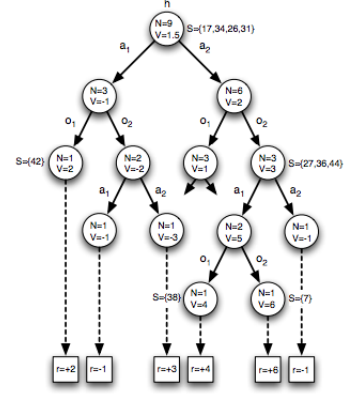 h
N=9
V=1.5
S={17,34,26,31}
a1
a2
N=3
V=-1
N=6
V=2
o1
o2
o1
o2
S={42}
N=1
V=2
N=2
V=-2
N=3
V=1
N=3
V=3
S={27,36,44}
a1
a2
a1
a2
N=1
V=-1
N=1
V=-3
N=2
V=5
N=1
V=-1
o1
o2
S={38}
N=1
V=4
N=1
V=6
S={7}
r=+2
r=-1
r=+3
r=+4
r=+6
r=-1